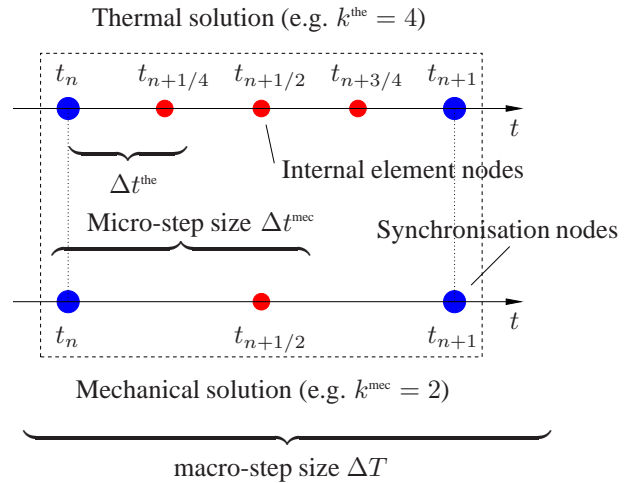 Thermal solution (e.g. k^the = 4)
t_n t_{n+1/4} t_{n+1/2} t_{n+3/4} t_{n+1}
t
Internal element nodes
Δt^the
Micro-step size Δt^mec
Synchronisation nodes
t
t_n t_{n+1/2} t_{n+1}
Mechanical solution (e.g. k^mec = 2)
macro-step size ΔT